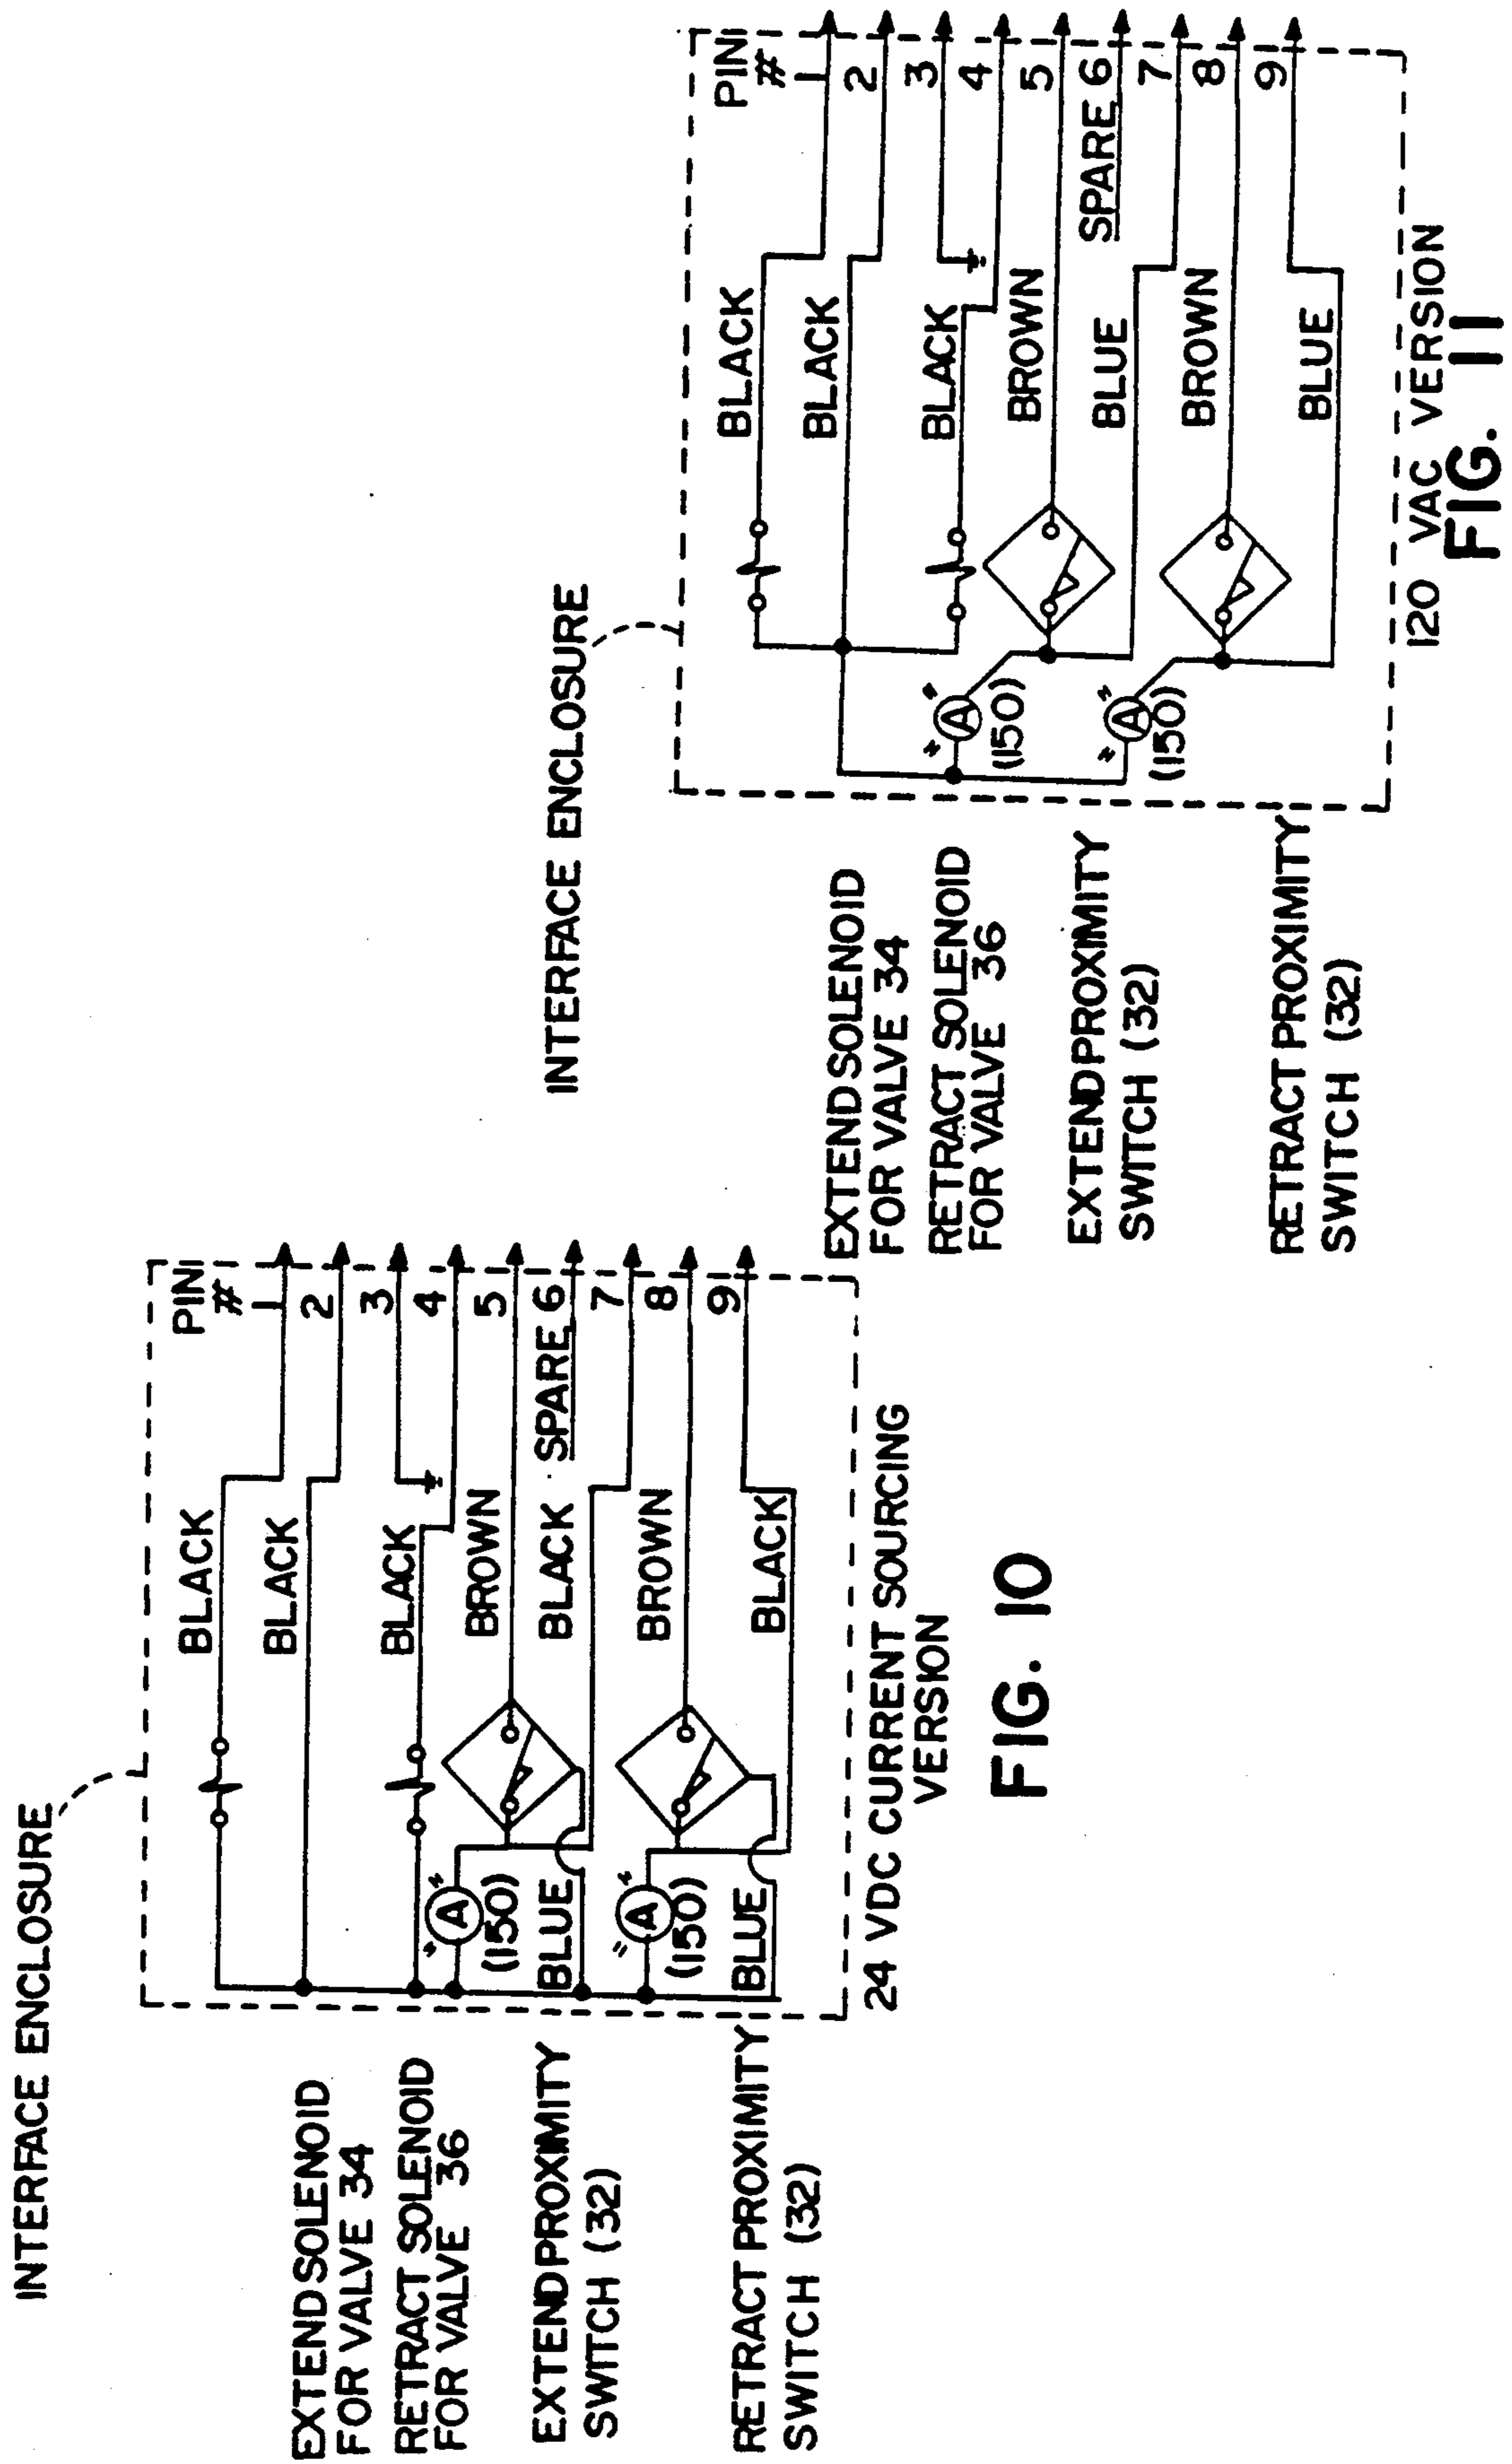 INTERFACE ENCLOSURE
EXTEND SOLENOID
FOR VALVE 34
RETRACT SOLENOID
FOR VALVE 36
EXTEND PROXIMITY
SWITCH (32)
RETRACT PROXIMITY
SWITCH (32)
PIN
#
1
2
3
4
5
SPARE 6
7
8
9
BLACK
BLACK
BLACK
BROWN
BLACK
BROWN
BLACK
A
(150)
BLUE
A
(150)
BLUE
24 VDC CURRENT SOURCING
VERSION
FIG. 10
INTERFACE ENCLOSURE
EXTEND SOLENOID
FOR VALVE 34
RETRACT SOLENOID
FOR VALVE 36
EXTEND PROXIMITY
SWITCH (32)
RETRACT PROXIMITY
SWITCH (32)
PIN
#
1
2
3
4
5
SPARE 6
7
8
9
BLACK
BLACK
BLACK
BROWN
BLUE
BROWN
BLUE
A
(150)
A
(150)
120 VAC VERSION
FIG. 11